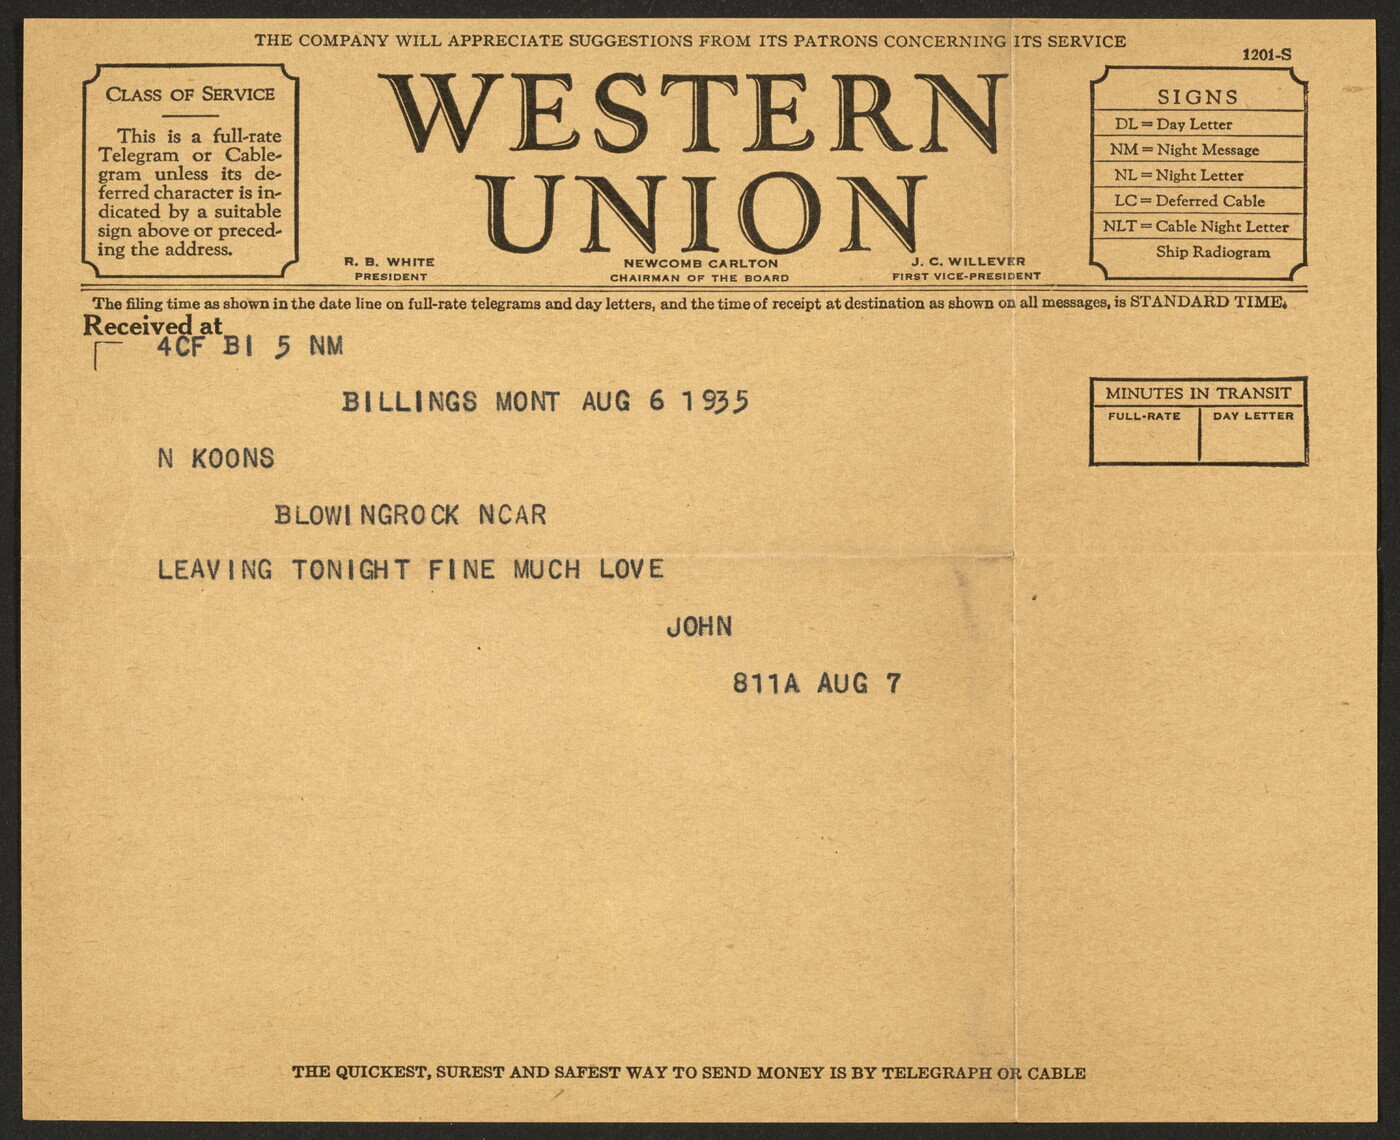 THE COMPANY WILL APPRECIATE SUGGESTIONS FROM ITS PATRONS CONCERNING ITS SERVICE
1201-S
CLASS OF SERVICE
This is a full-rate
Telegram or Cable-
gram unless its de-
ferred character is in-
dicated by a suitable
sign above or preced-
ing the address.
WESTERN
UNION
R. B. WHITE
PRESIDENT
NEWCOMB CARLTON
CHAIRMAN OF THE BOARD
J. C. WILLEVER
FIRST VICE-PRESIDENT
SIGNS
DL = Day Letter
NM = Night Message
NL = Night Letter
LC = Deferred Cable
NLT = Cable Night Letter
Ship Radiogram
The filing time as shown in the date line on full-rate telegrams and day letters, and the time of receipt at destination as shown on all messages, is STANDARD TIME.
Received at
4CF BI 5 NM
BILLINGS MONT AUG 6 1935
MINUTES IN TRANSIT
FULL-RATE
DAY LETTER
N KOONS
BLOWINGROCK NCAR
LEAVING TONIGHT FINE MUCH LOVE
JOHN
811A AUG 7
THE QUICKEST, SUREST AND SAFEST WAY TO SEND MONEY IS BY TELEGRAPH OR CABLE